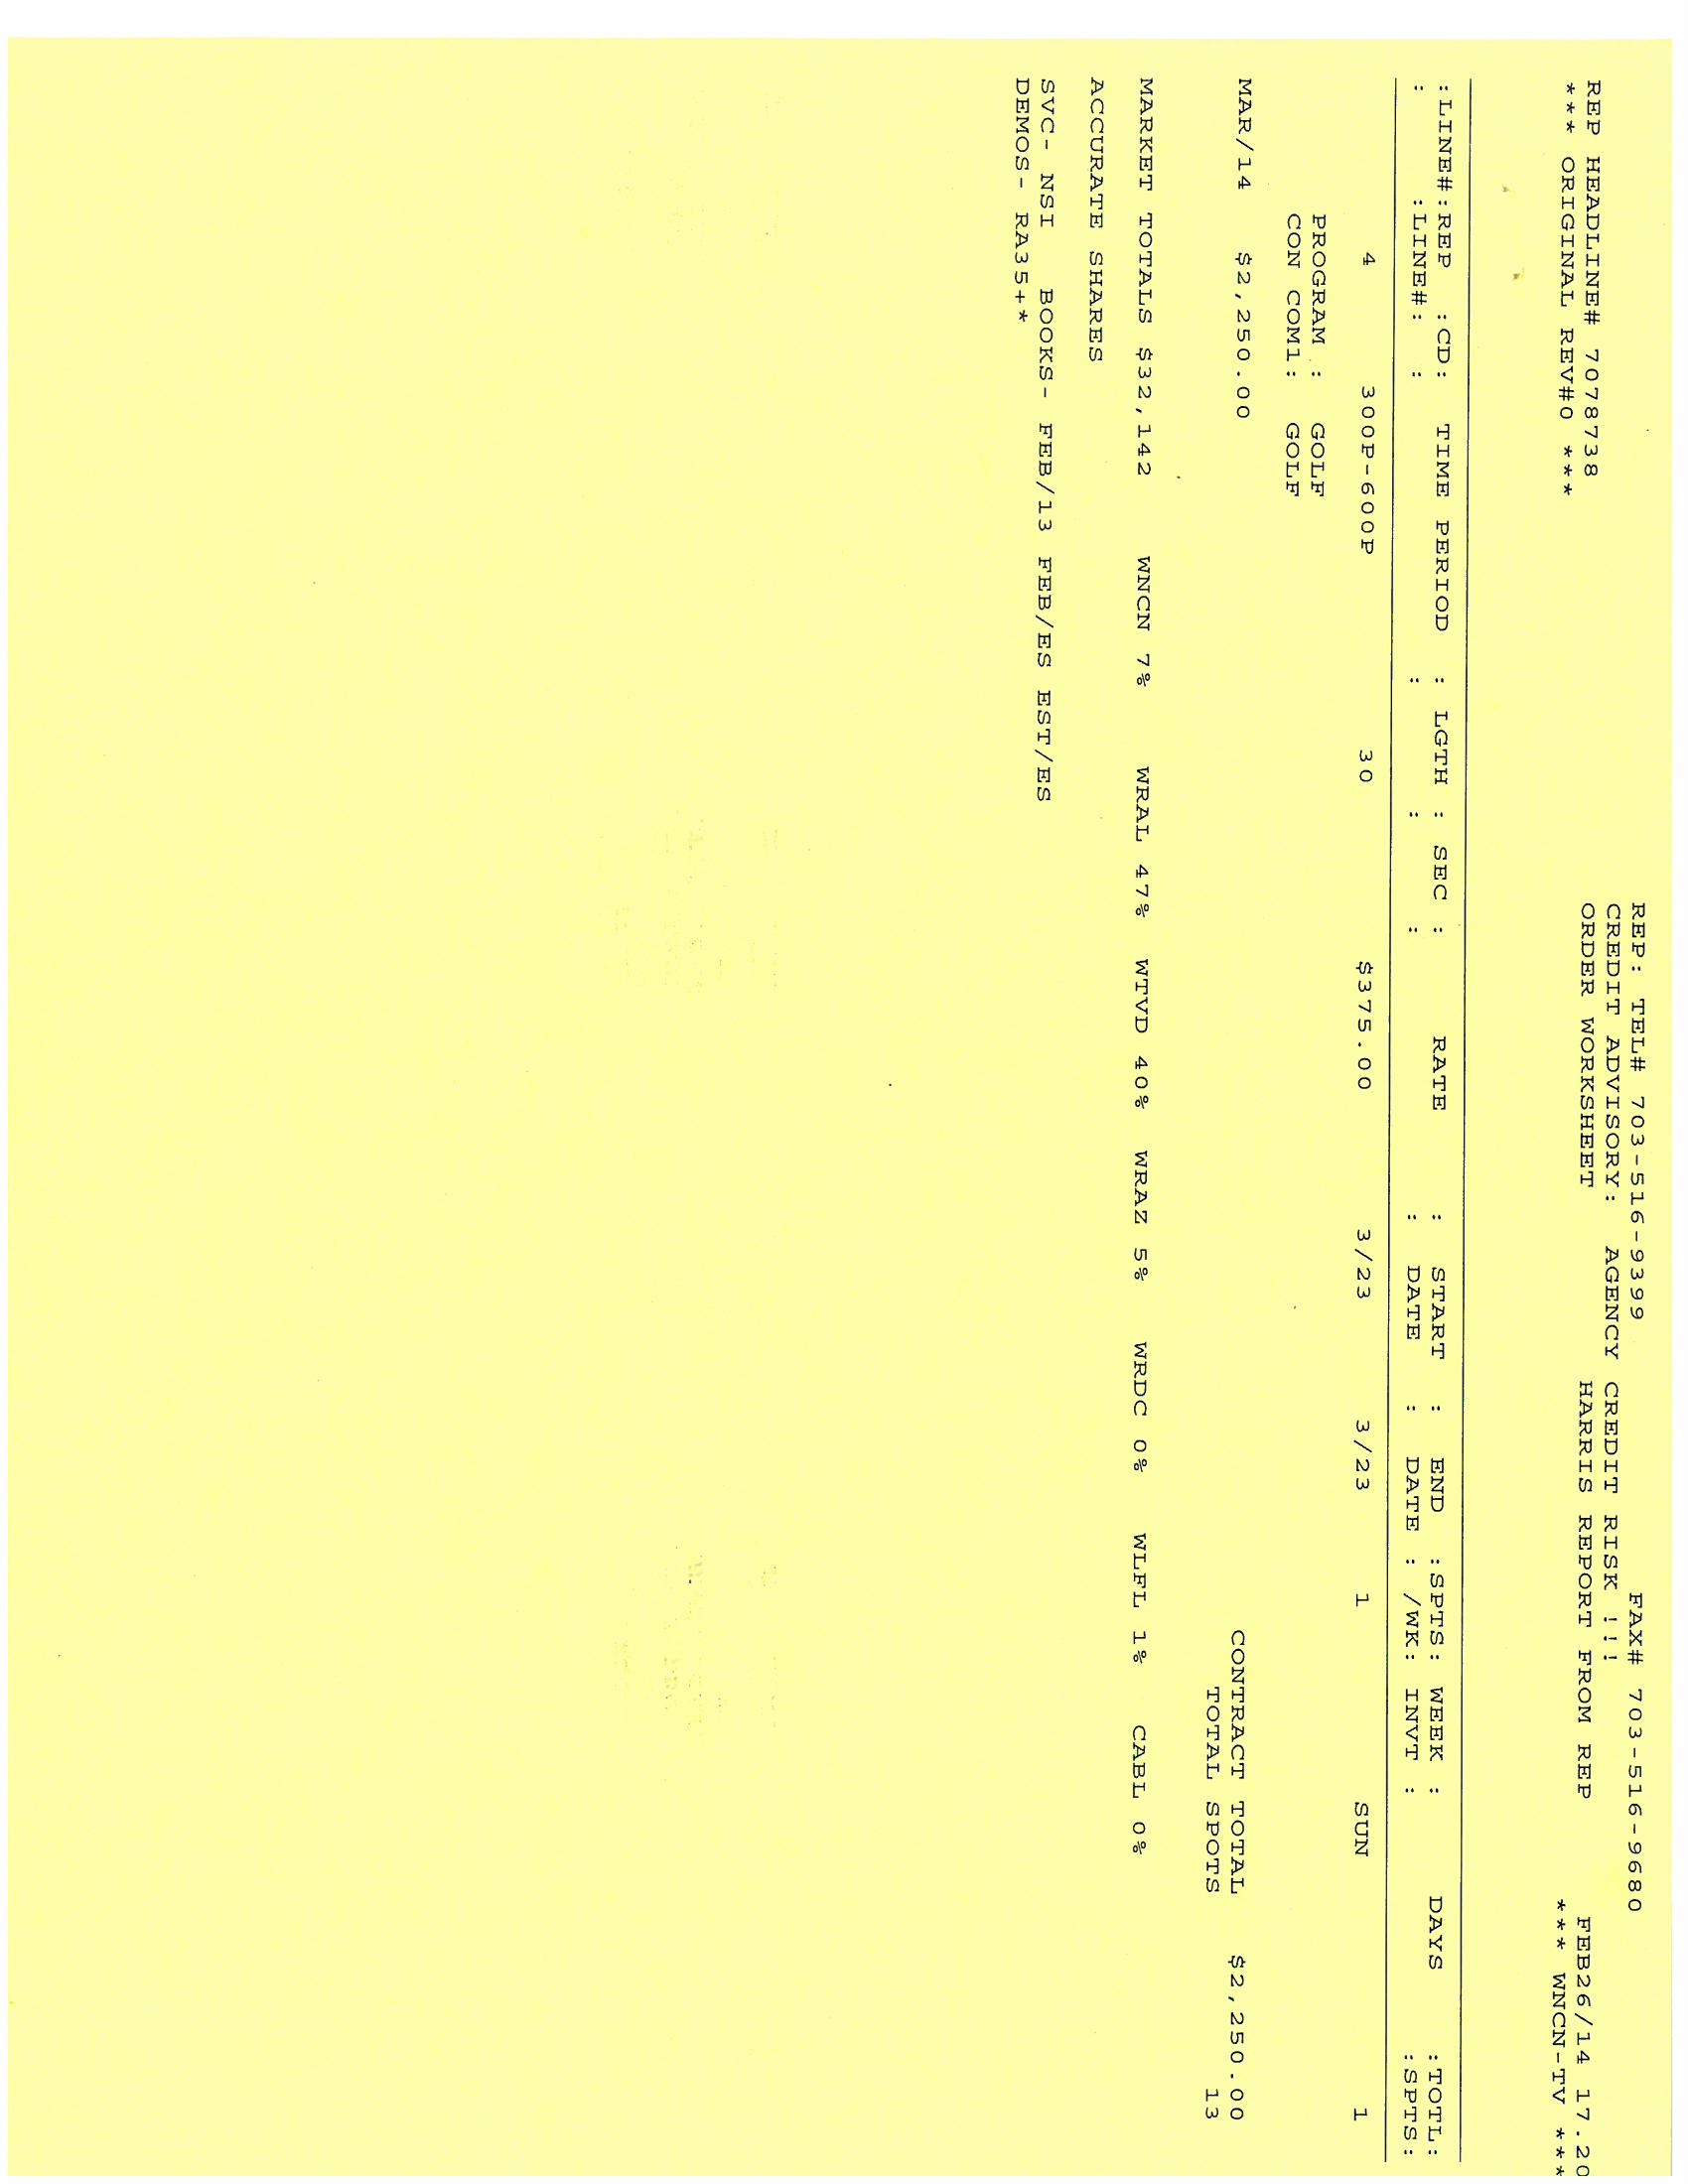 REP: TEL# 703-516-9399 FAX# 703-516-9680
CREDIT ADVISORY: AGENCY CREDIT RISK !!!
REP HEADLINE# 7078738 ORDER WORKSHEET HARRIS REPORT FROM REP FEB26/14 17.20
*** ORIGINAL REV#0 *** *** WNCN-TV ***
:LINE#:REP :CD: TIME PERIOD : LGTH : SEC : RATE : START : END :SPTS: WEEK : DAYS :TOTL:
: :LINE#: : : : : : DATE : DATE : /WK: INVT : :SPTS:
4 300P-600P 30 $375.00 3/23 3/23 1 SUN 1
PROGRAM : GOLF
CON COM1: GOLF
MAR/14 $2,250.00 CONTRACT TOTAL $2,250.00
TOTAL SPOTS 13
MARKET TOTALS $32,142 WNCN 7% WRAL 47% WTVD 40% WRAZ 5% WRDC 0% WLFL 1% CABL 0%
ACCURATE SHARES
SVC- NSI BOOKS- FEB/13 FEB/ES EST/ES
DEMOS- RA35+*